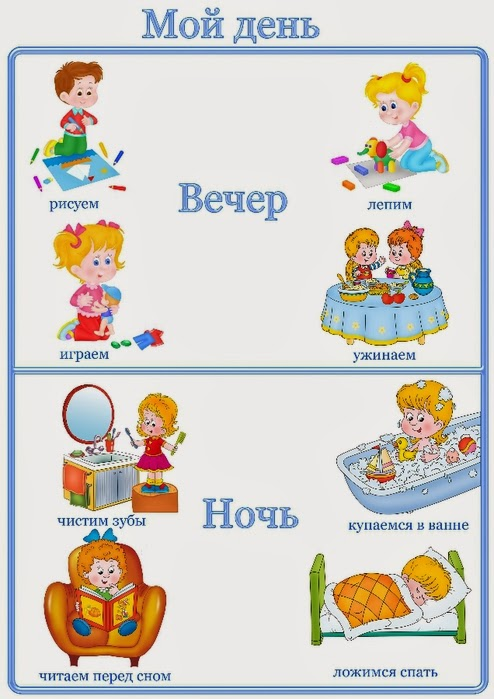 Мой день
рисуем
Вечер
лепим
играем
ужинаем
чистим зубы
Ночь
купаемся в ванне
читаем перед сном
ложимся спать